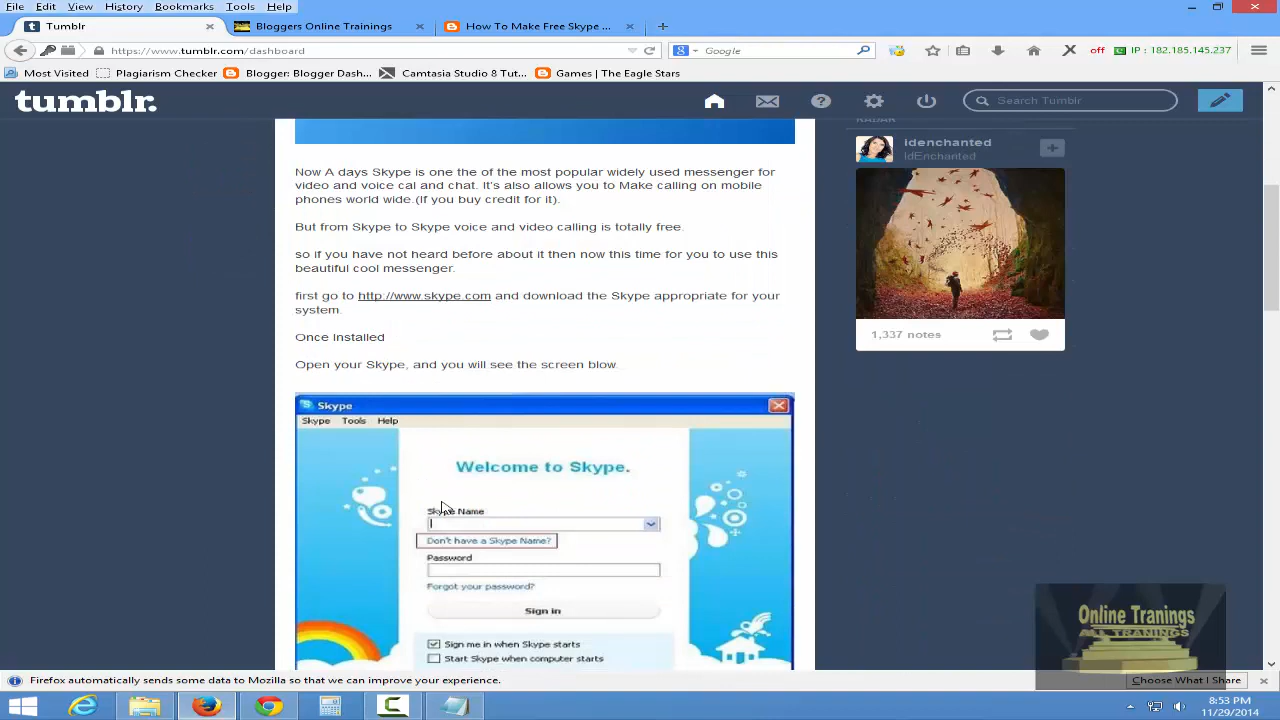 File Edit View History Bookmarks Tools Help
Tumblr
Bloggers Online Trainings
How To Make Free Skype ...
https://www.tumblr.com/dashboard
Google
off
IP : 182.185.145.237
Most Visited
Plagiarism Checker
Blogger: Blogger Dash...
Camtasia Studio 8 & Tut...
Games | The Eagle Stars
tumblr.
Search Tumblr
RADAR
idenchanted
IdEnchanted
1,337 notes
Now A days Skype is one the of the most popular widely used messenger for
video and voice cal and chat. It's also allows you to Make calling on mobile
phones world wide.(If you buy credit for it).
But from Skype to Skype voice and video calling is totally free.
so if you have not heard before about it then now this time for you to use this
beautiful cool messenger.
first go to http://www.skype.com and download the Skype appropriate for your
system.
Once Installed
Open your Skype, and you will see the screen blow.
Skype
Skype Tools Help
Welcome to Skype.
Skype Name
Don't have a Skype Name?
Password
Forgot your password?
Sign in
Sign me in when Skype starts
Start Skype when computer starts
Online Tranings
ALL TRANINGS
Firefox automatically sends some data to Mozilla so that we can improve your experience.
Choose What I Share
8:53 PM
11/29/2014